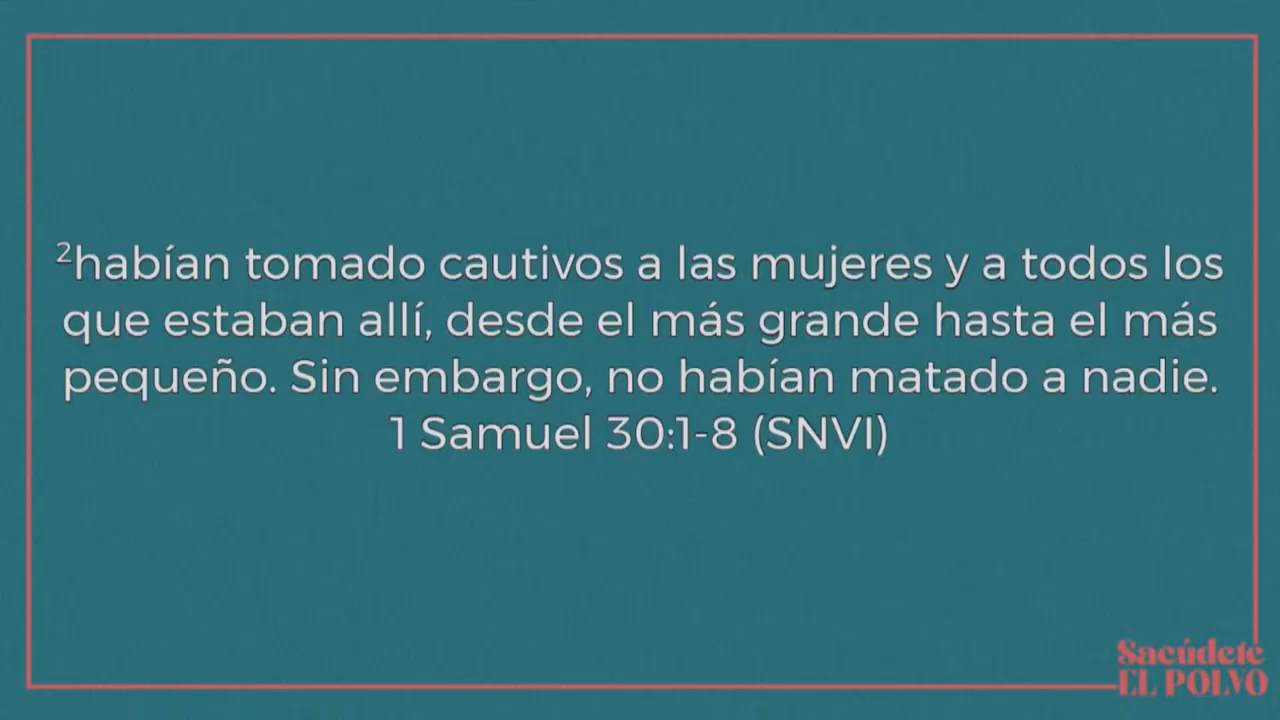 ²habían tomado cautivos a las mujeres y a todos los
que estaban allí, desde el más grande hasta el más
pequeño. Sin embargo, no habían matado a nadie.
1 Samuel 30:1-8 (SNVI)
Sacúdete
EL POLVO